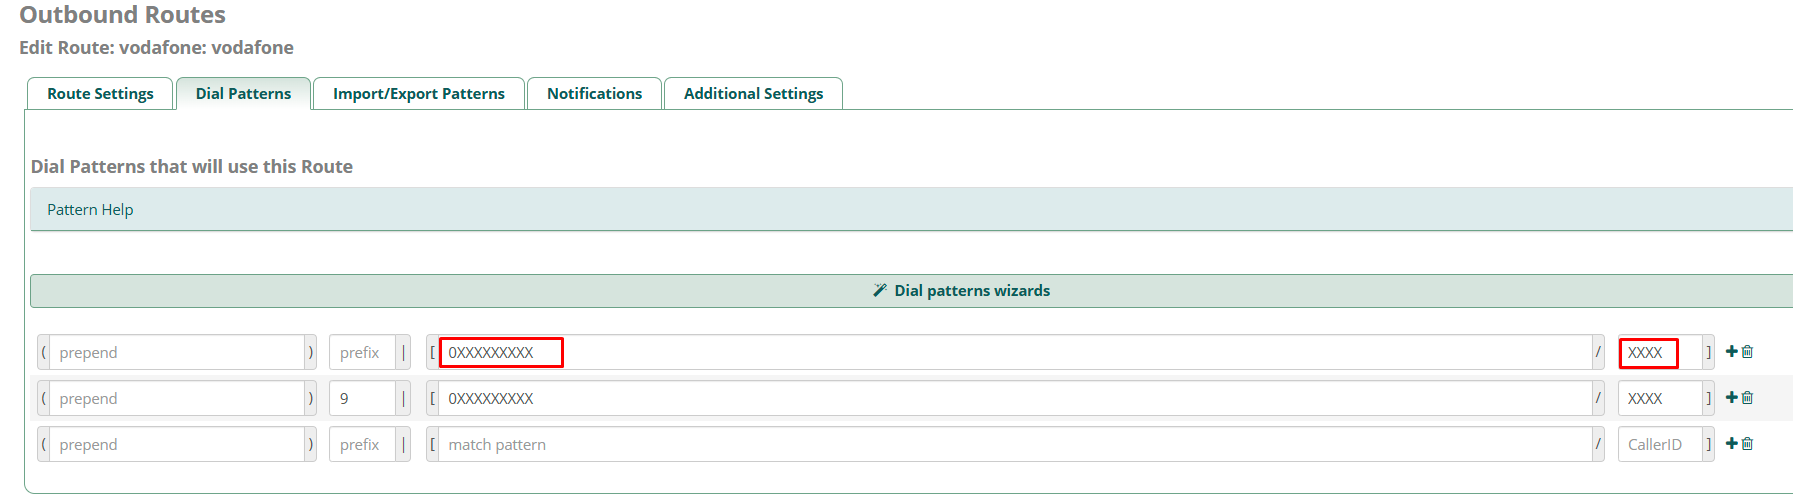 Outbound Routes
Edit Route: vodafone: vodafone
Route Settings Dial Patterns Import/Export Patterns Notifications Additional Settings
Dial Patterns that will use this Route
Pattern Help
Dial patterns wizards
( prepend ) prefix | [ 0XXXXXXXXX / XXXX ]
( prepend ) 9 | [ 0XXXXXXXXX / XXXX ]
( prepend ) prefix | [ match pattern / CallerID ]